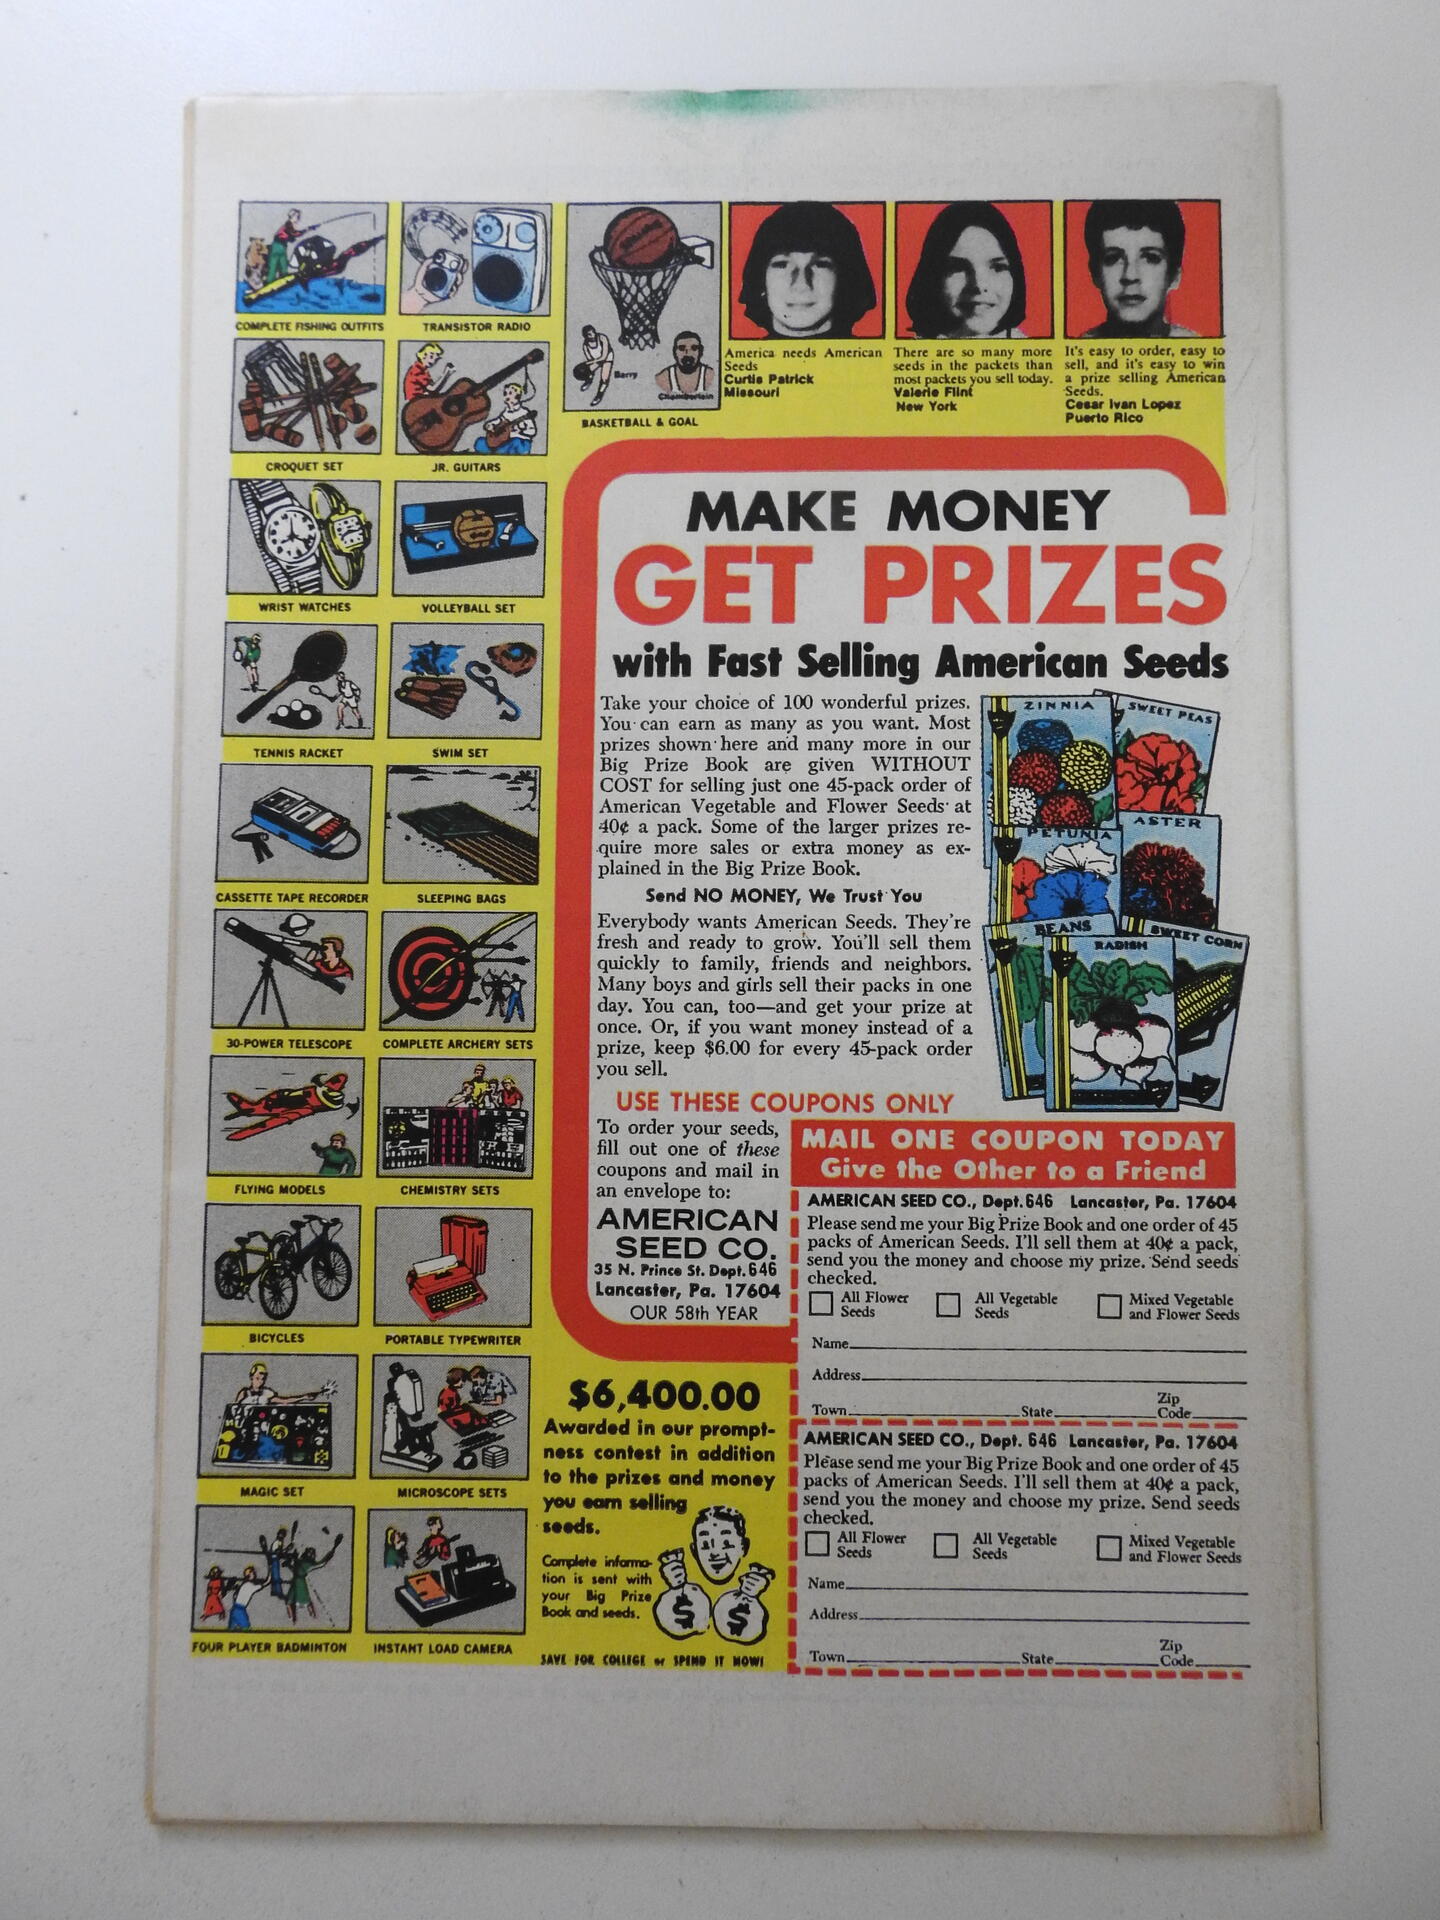 COMPLETE FISHING OUTFITS
TRANSISTOR RADIO
CROQUET SET
JR. GUITARS
WRIST WATCHES
VOLLEYBALL SET
TENNIS RACKET
SWIM SET
CASSETTE TAPE RECORDER
SLEEPING BAGS
30-POWER TELESCOPE
COMPLETE ARCHERY SETS
FLYING MODELS
CHEMISTRY SETS
BICYCLES
PORTABLE TYPEWRITER
MAGIC SET
MICROSCOPE SETS
FOUR PLAYER BADMINTON
INSTANT LOAD CAMERA
Barry
Chamberlain
BASKETBALL & GOAL
America needs American
Seeds
Curtis Patrick
Missouri
There are so many more
seeds in the packets than
most packets you sell today.
Valerie Flint
New York
It's easy to order, easy to
sell, and it's easy to win
a prize selling American
Seeds.
Cesar Ivan Lopez
Puerto Rico
MAKE MONEY
GET PRIZES
with Fast Selling American Seeds
Take your choice of 100 wonderful prizes.
You can earn as many as you want. Most
prizes shown here and many more in our
Big Prize Book are given WITHOUT
COST for selling just one 45-pack order of
American Vegetable and Flower Seeds at
40¢ a pack. Some of the larger prizes re-
quire more sales or extra money as ex-
plained in the Big Prize Book.
Send NO MONEY, We Trust You
Everybody wants American Seeds. They're
fresh and ready to grow. You'll sell them
quickly to family, friends and neighbors.
Many boys and girls sell their packs in one
day. You can, too—and get your prize at
once. Or, if you want money instead of a
prize, keep $6.00 for every 45-pack order
you sell.
ZINNIA
SWEET PEAS
PETUNIA
ASTER
BEANS
RADISH
SWEET CORN
USE THESE COUPONS ONLY
To order your seeds,
fill out one of these
coupons and mail in
an envelope to:
AMERICAN
SEED CO.
35 N. Prince St. Dept. 646
Lancaster, Pa. 17604
OUR 58th YEAR
MAIL ONE COUPON TODAY
Give the Other to a Friend
AMERICAN SEED CO., Dept. 646 Lancaster, Pa. 17604
Please send me your Big Prize Book and one order of 45
packs of American Seeds. I'll sell them at 40¢ a pack,
send you the money and choose my prize. Send seeds
checked.
All Flower
Seeds
All Vegetable
Seeds
Mixed Vegetable
and Flower Seeds
Name
Address
Town State Zip
Code
AMERICAN SEED CO., Dept. 646 Lancaster, Pa. 17604
Please send me your Big Prize Book and one order of 45
packs of American Seeds. I'll sell them at 40¢ a pack,
send you the money and choose my prize. Send seeds
checked.
All Flower
Seeds
All Vegetable
Seeds
Mixed Vegetable
and Flower Seeds
Name
Address
Town State Zip
Code
$6,400.00
Awarded in our prompt-
ness contest in addition
to the prizes and money
you earn selling
seeds.
Complete informa-
tion is sent with
your Big Prize
Book and seeds.
$ $
SAVE FOR COLLEGE or SPEND IT NOW!